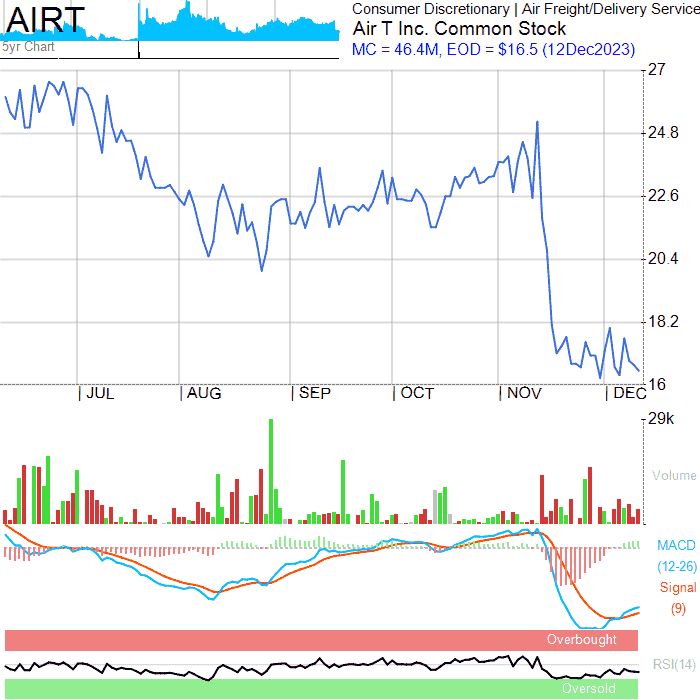 AIRT
5yr Chart
Consumer Discretionary | Air Freight/Delivery Service
Air T Inc. Common Stock
MC = 46.4M, EOD = $16.5 (12Dec2023)
27
24.8
22.6
20.4
18.2
16
| JUL | AUG | SEP | OCT | NOV | DEC
29k
Volume
MACD
(12-26)
Signal
(9)
Overbought
RSI(14)
Oversold